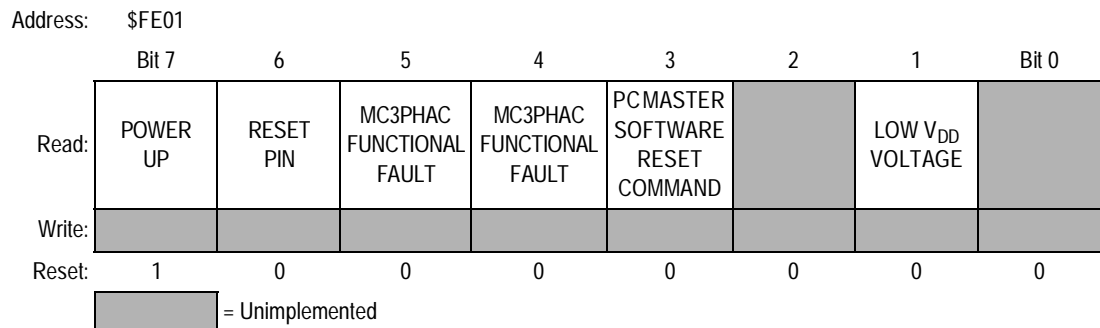 Address: $FE01
Bit 7 6 5 4 3 2 1 Bit 0
Read: POWER UP RESET PIN MC3PHAC FUNCTIONAL FAULT MC3PHAC FUNCTIONAL FAULT PCMASTER SOFTWARE RESET COMMAND LOW VDD VOLTAGE
Write:
Reset: 1 0 0 0 0 0 0 0
= Unimplemented